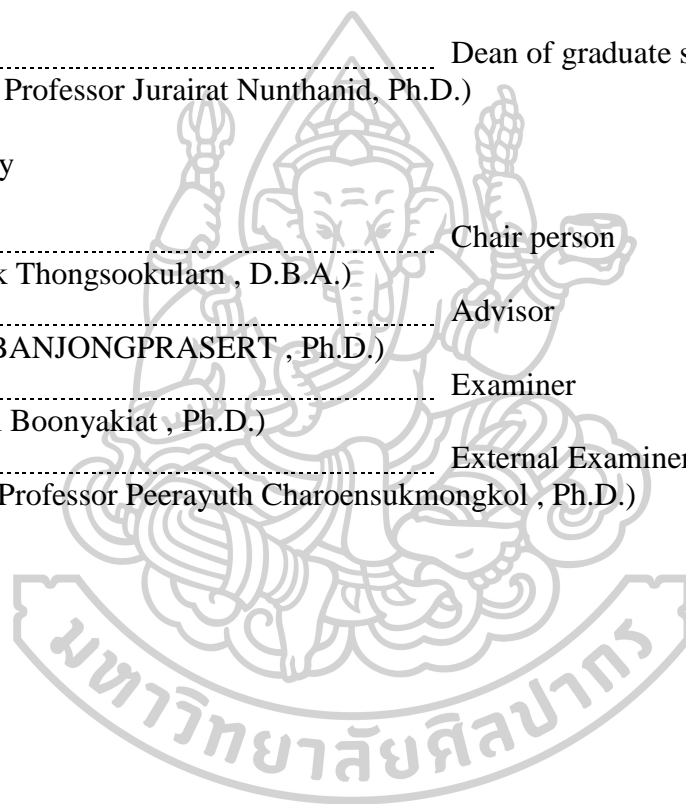 Dean of graduate s
Professor Jurairat Nunthanid, Ph.D.)
y
Chair person
k Thongsookularn , D.B.A.)
Advisor
BANJONGPRASERT , Ph.D.)
Examiner
Boonyakiat , Ph.D.)
External Examiner
Professor Peerayuth Charoensukmongkol , Ph.D.)
มหาวิทยาลัยศิลปากร